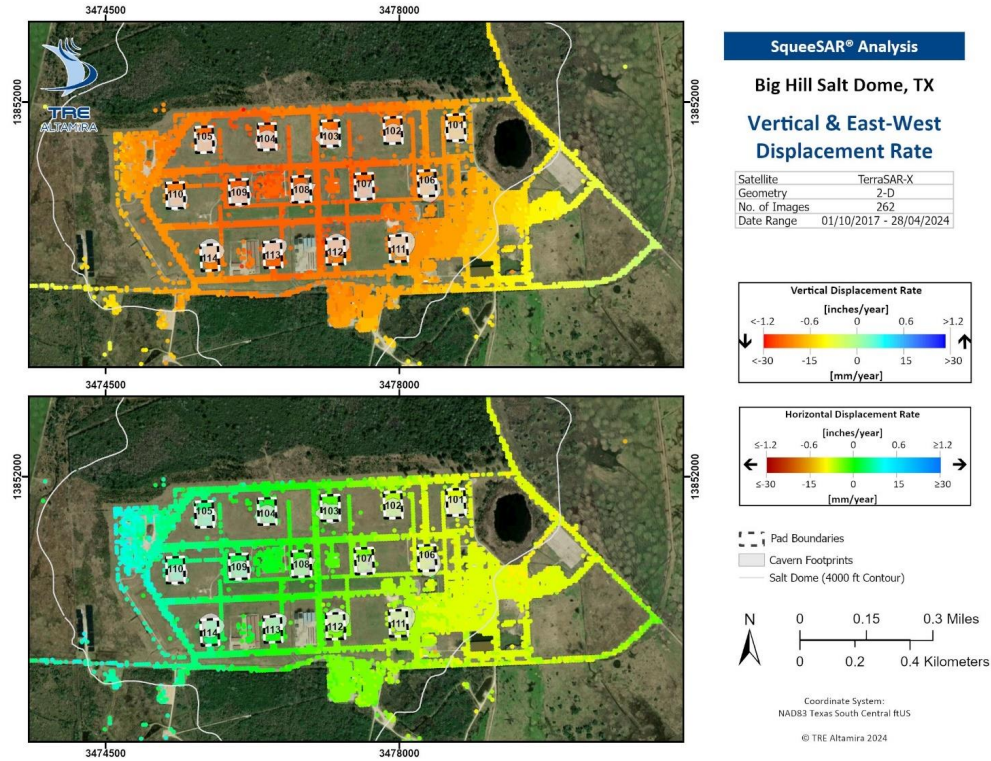 3474500
3478000
13852000
13852000
TRE
ALTAMIRA
105
104
103
102
101
110
109
108
107
106
114
113
112
111
3474500
3478000
13852000
13852000
105
104
103
102
101
110
109
108
107
106
114
113
112
111
3474500
3478000
SqueeSAR® Analysis
Big Hill Salt Dome, TX
Vertical & East-West
Displacement Rate
Satellite TerraSAR-X
Geometry 2-D
No. of Images 262
Date Range 01/10/2017 - 28/04/2024
Vertical Displacement Rate
[inches/year]
<-1.2 -0.6 0 0.6 >1.2
<-30 -15 0 15 >30
[mm/year]
Horizontal Displacement Rate
[inches/year]
≤-1.2 -0.6 0 0.6 ≥1.2
≤-30 -15 0 15 ≥30
[mm/year]
Pad Boundaries
Cavern Footprints
Salt Dome (4000 ft Contour)
N
0 0.15 0.3 Miles
0 0.2 0.4 Kilometers
Coordinate System:
NAD83 Texas South Central ftUS
© TRE Altamira 2024